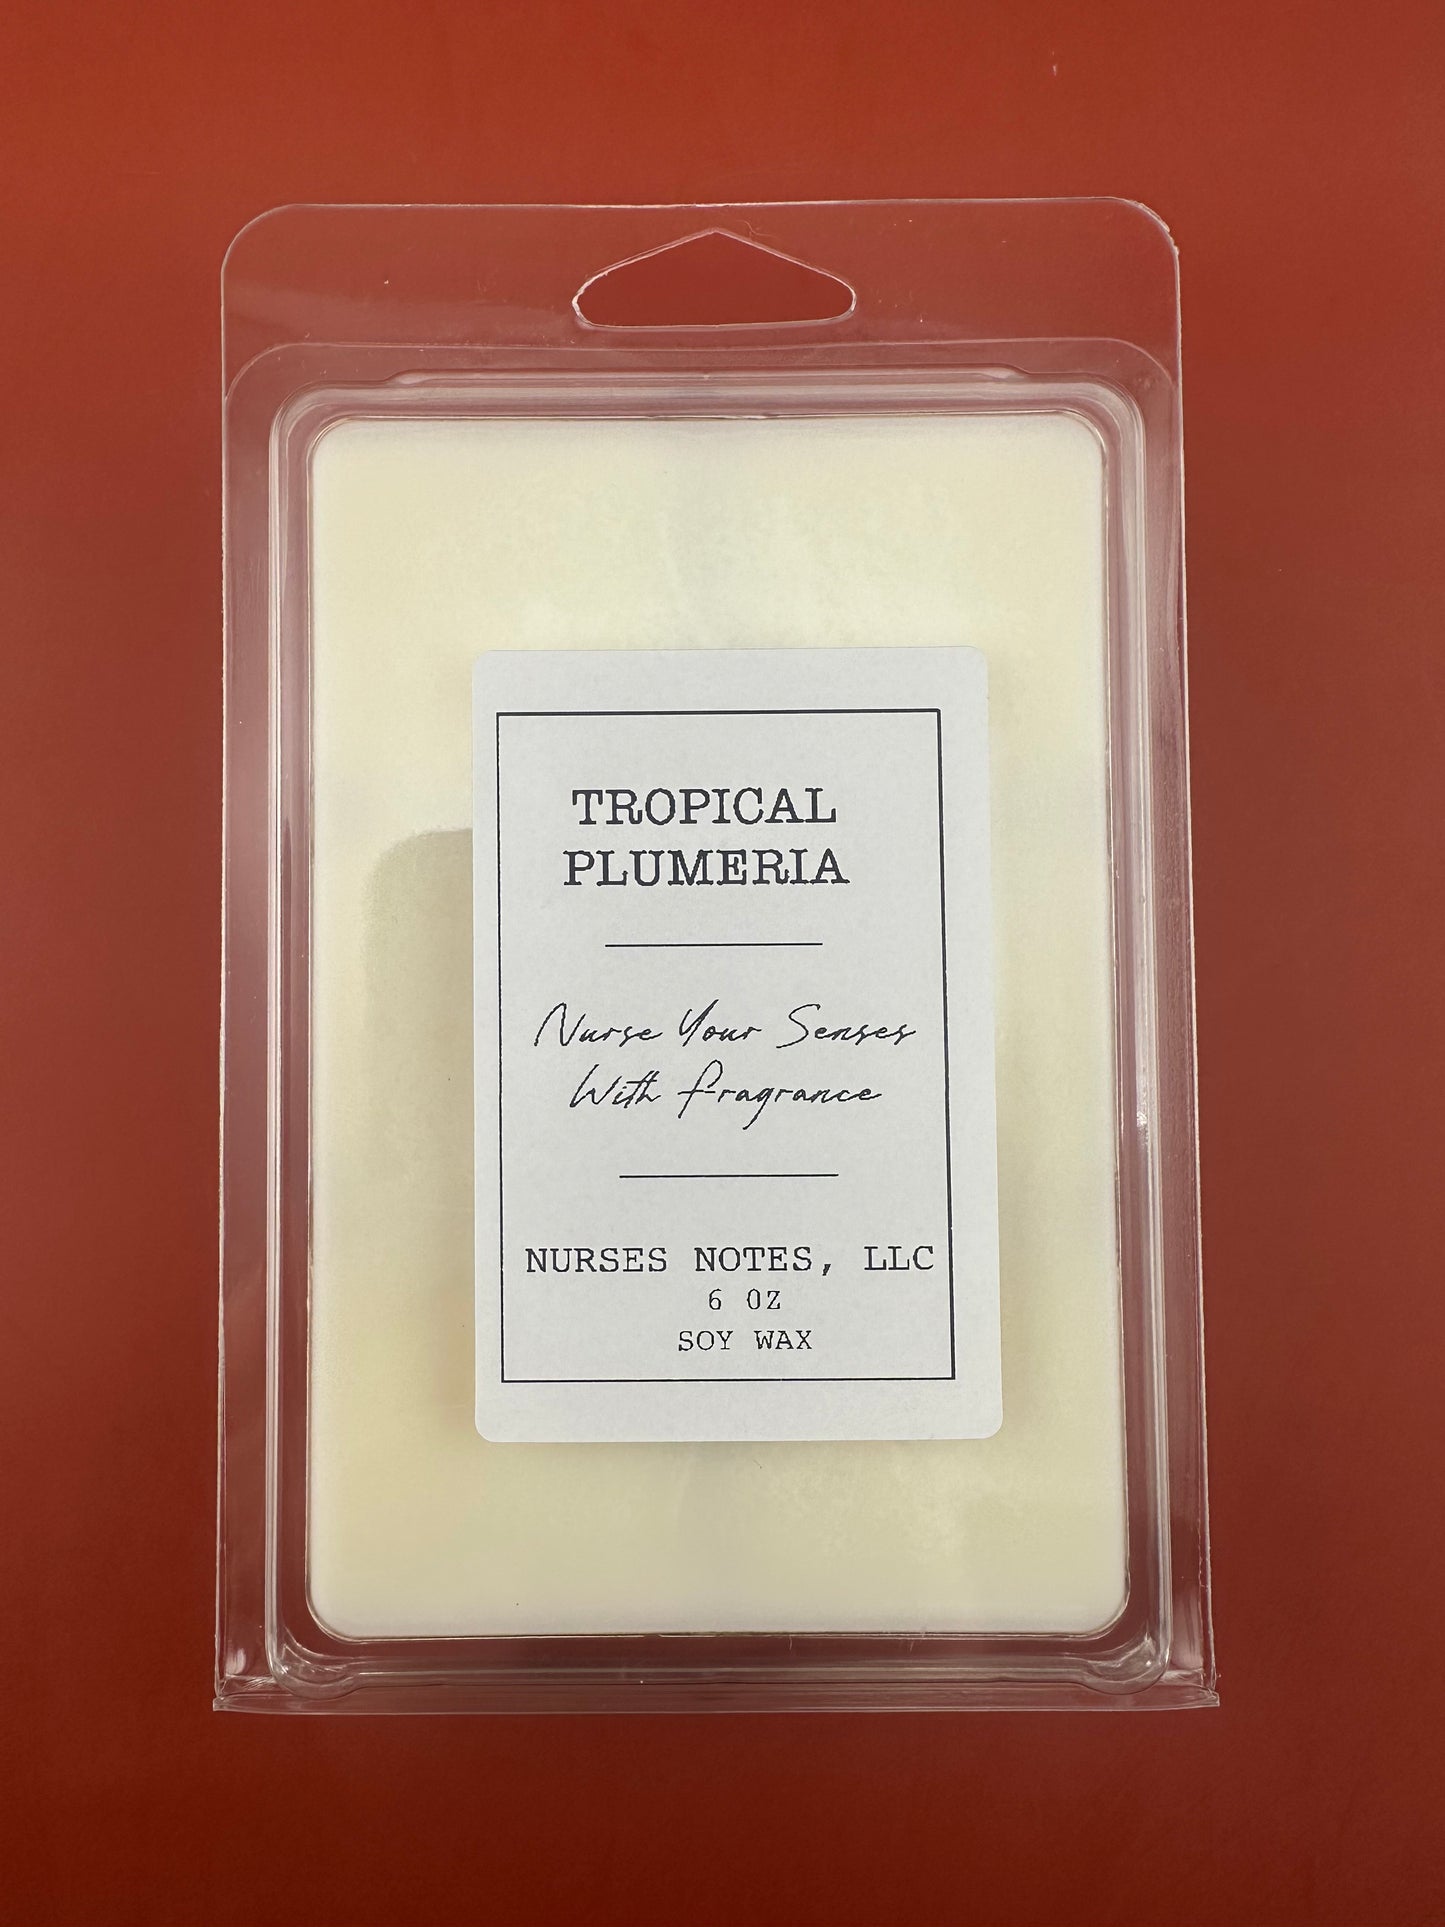 TROPICAL
PLUMERIA
Nurse Your Senses
With Fragrance
NURSES NOTES, LLC
6 OZ
SOY WAX